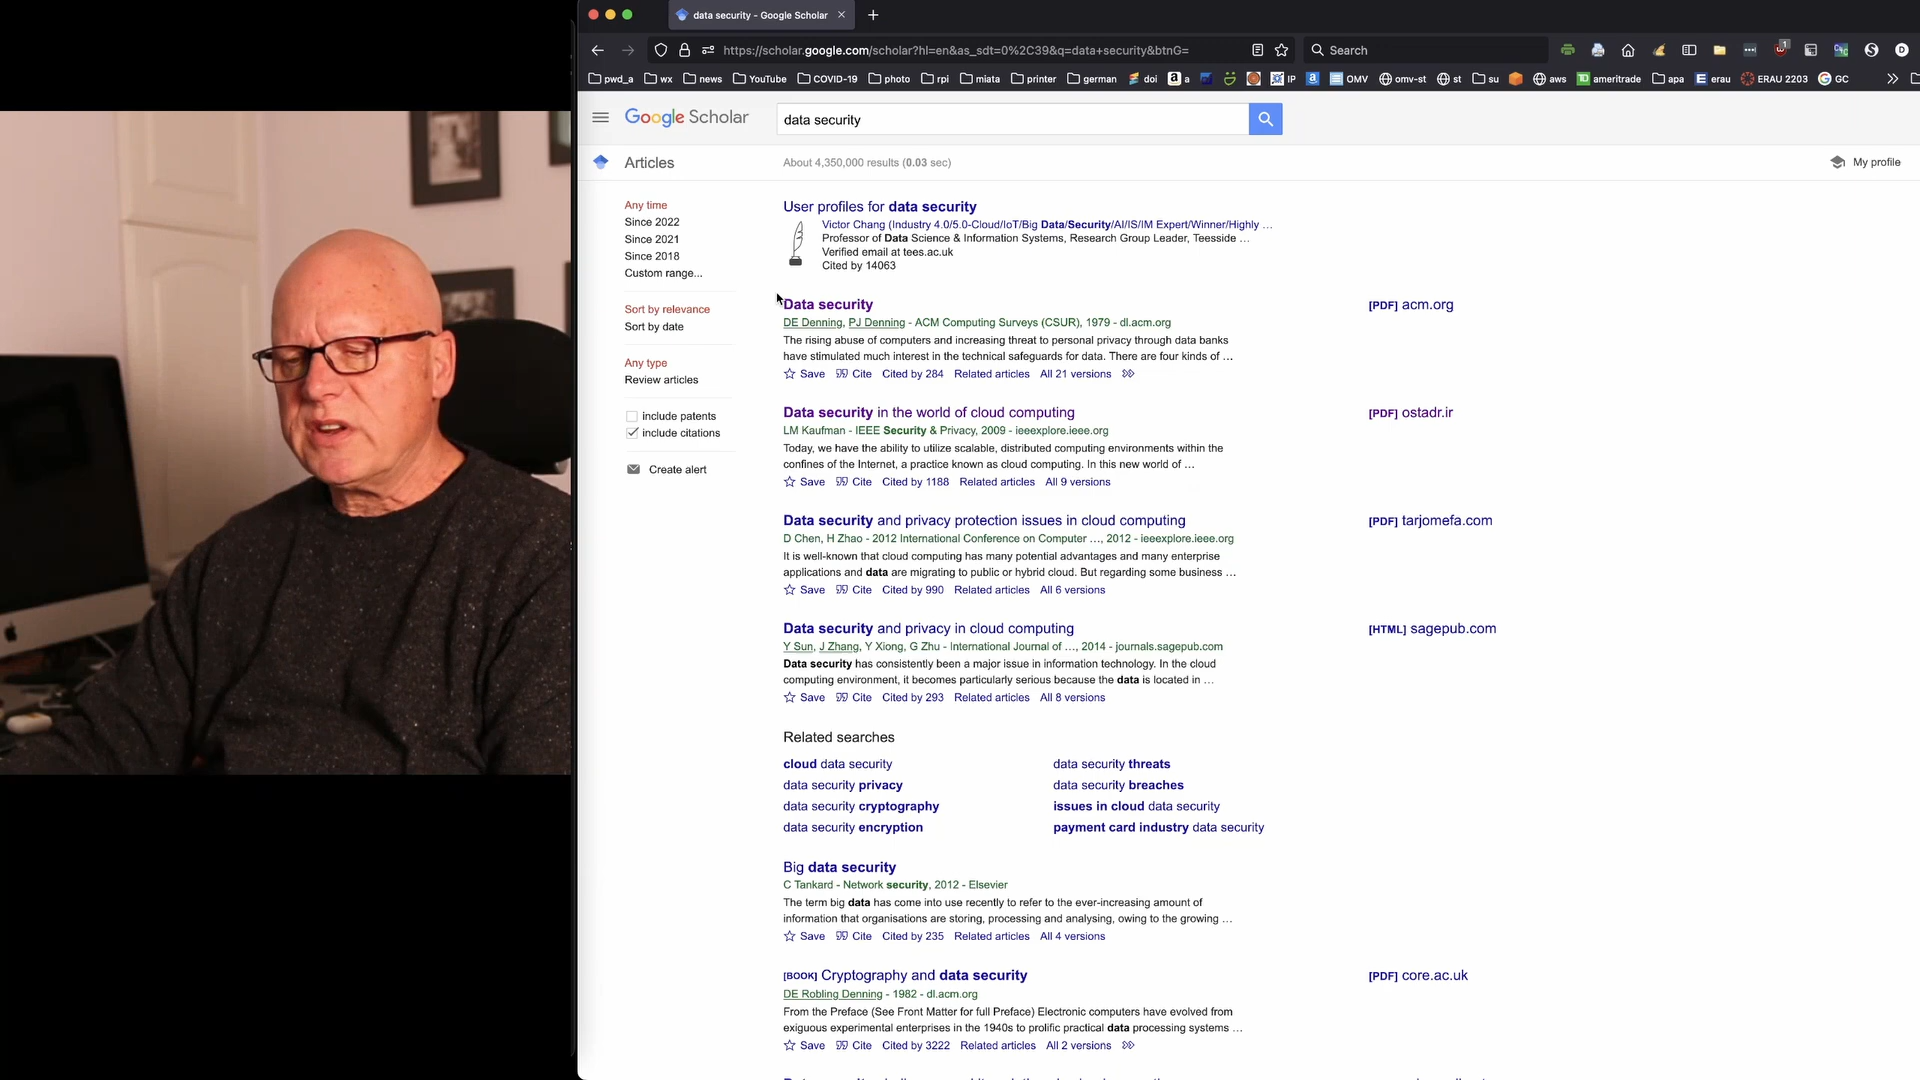 data security - Google Scholar
https://scholar.google.com/scholar?hl=en&as_sdt=0%2C39&q=data+security&btnG=
Search
1
pwd_a
wx
news
YouTube
COVID-19
photo
rpi
miata
printer
german
doi
a
IP
OMV
omv-st
st
su
aws
ameritrade
apa
erau
ERAU 2203
GC
Google Scholar
data security
Articles
About 4,350,000 results (0.03 sec)
My profile
Any time
Since 2022
Since 2021
Since 2018
Custom range...
Sort by relevance
Sort by date
Any type
Review articles
include patents
include citations
Create alert
User profiles for data security
Victor Chang (Industry 4.0/5.0-Cloud/IoT/Big Data/Security/AI/IS/IM Expert/Winner/Highly …
Professor of Data Science & Information Systems, Research Group Leader, Teesside …
Verified email at tees.ac.uk
Cited by 14063
Data security
[PDF] acm.org
DE Denning, PJ Denning - ACM Computing Surveys (CSUR), 1979 - dl.acm.org
The rising abuse of computers and increasing threat to personal privacy through data banks
have stimulated much interest in the technical safeguards for data. There are four kinds of …
Save Cite Cited by 284 Related articles All 21 versions
Data security in the world of cloud computing
[PDF] ostadr.ir
LM Kaufman - IEEE Security & Privacy, 2009 - ieeexplore.ieee.org
Today, we have the ability to utilize scalable, distributed computing environments within the
confines of the Internet, a practice known as cloud computing. In this new world of …
Save Cite Cited by 1188 Related articles All 9 versions
Data security and privacy protection issues in cloud computing
[PDF] tarjomefa.com
D Chen, H Zhao - 2012 International Conference on Computer …, 2012 - ieeexplore.ieee.org
It is well-known that cloud computing has many potential advantages and many enterprise
applications and data are migrating to public or hybrid cloud. But regarding some business …
Save Cite Cited by 990 Related articles All 6 versions
Data security and privacy in cloud computing
[HTML] sagepub.com
Y Sun, J Zhang, Y Xiong, G Zhu - International Journal of …, 2014 - journals.sagepub.com
Data security has consistently been a major issue in information technology. In the cloud
computing environment, it becomes particularly serious because the data is located in …
Save Cite Cited by 293 Related articles All 8 versions
Related searches
cloud data security
data security threats
data security privacy
data security breaches
data security cryptography
issues in cloud data security
data security encryption
payment card industry data security
Big data security
C Tankard - Network security, 2012 - Elsevier
The term big data has come into use recently to refer to the ever-increasing amount of
information that organisations are storing, processing and analysing, owing to the growing …
Save Cite Cited by 235 Related articles All 4 versions
[BOOK] Cryptography and data security
[PDF] core.ac.uk
DE Robling Denning - 1982 - dl.acm.org
From the Preface (See Front Matter for full Preface) Electronic computers have evolved from
exiguous experimental enterprises in the 1940s to prolific practical data processing systems …
Save Cite Cited by 3222 Related articles All 2 versions